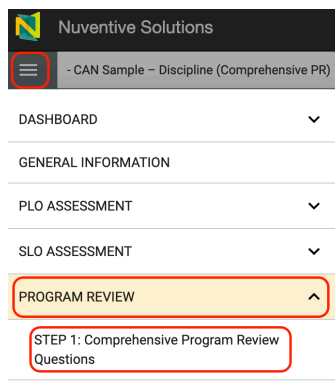 Nuventive Solutions
- CAN Sample – Discipline (Comprehensive PR)
DASHBOARD
GENERAL INFORMATION
PLO ASSESSMENT
SLO ASSESSMENT
PROGRAM REVIEW
STEP 1: Comprehensive Program Review
Questions